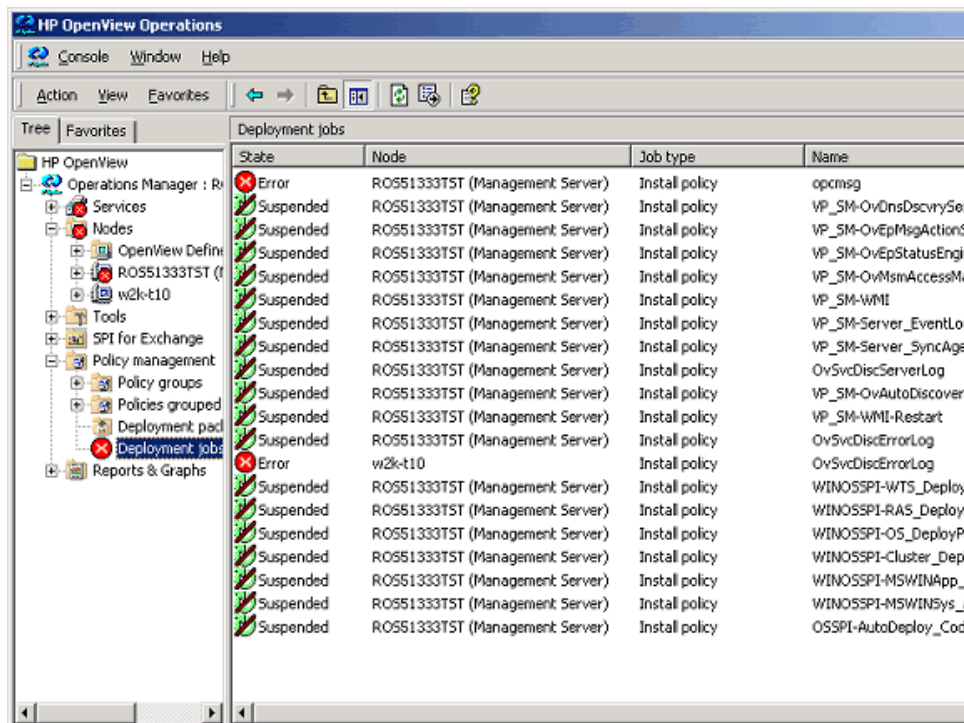 HP OpenView Operations
Console Window Help
Action View Favorites
Tree Favorites
Deployment jobs
HP OpenView
Operations Manager : R
Services
Nodes
OpenView Define
ROS51333TST (
w2k-t10
Tools
SPI for Exchange
Policy management
Policy groups
Policies grouped
Deployment pac
Deployment jobs
Reports & Graphs
State Node Job type Name
Error ROS51333TST (Management Server) Install policy opcmsg
Suspended ROS51333TST (Management Server) Install policy VP_SM-OvDnsDscvrySe
Suspended ROS51333TST (Management Server) Install policy VP_SM-OvEpMsgActionS
Suspended ROS51333TST (Management Server) Install policy VP_SM-OvEpStatusEngi
Suspended ROS51333TST (Management Server) Install policy VP_SM-OvMsmAccessMa
Suspended ROS51333TST (Management Server) Install policy VP_SM-WMI
Suspended ROS51333TST (Management Server) Install policy VP_SM-Server_EventLo
Suspended ROS51333TST (Management Server) Install policy VP_SM-Server_SyncAge
Suspended ROS51333TST (Management Server) Install policy OvSvcDiscServerLog
Suspended ROS51333TST (Management Server) Install policy VP_SM-OvAutoDiscover
Suspended ROS51333TST (Management Server) Install policy VP_SM-WMI-Restart
Suspended ROS51333TST (Management Server) Install policy OvSvcDiscErrorLog
Error w2k-t10 Install policy OvSvcDiscErrorLog
Suspended ROS51333TST (Management Server) Install policy WINOSSPI-WTS_Deploy
Suspended ROS51333TST (Management Server) Install policy WINOSSPI-RAS_Deploy
Suspended ROS51333TST (Management Server) Install policy WINOSSPI-OS_DeployP
Suspended ROS51333TST (Management Server) Install policy WINOSSPI-Cluster_Dep
Suspended ROS51333TST (Management Server) Install policy WINOSSPI-MSWINApp_
Suspended ROS51333TST (Management Server) Install policy WINOSSPI-MSWINSys_
Suspended ROS51333TST (Management Server) Install policy OSSPI-AutoDeploy_Cod